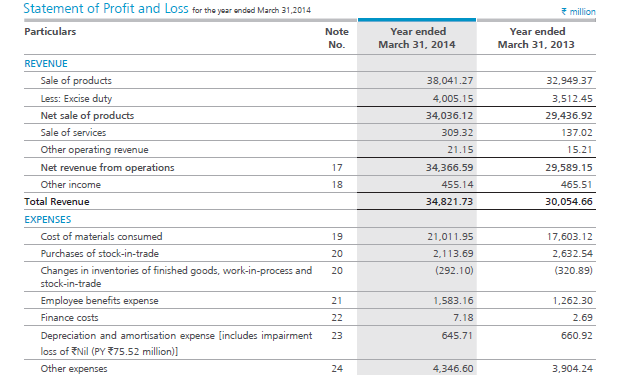 Statement of Profit and Loss for the year ended March 31,2014 ₹ million
Particulars Note No. Year ended March 31, 2014 Year ended March 31, 2013
REVENUE
Sale of products 38,041.27 32,949.37
Less: Excise duty 4,005.15 3,512.45
Net sale of products 34,036.12 29,436.92
Sale of services 309.32 137.02
Other operating revenue 21.15 15.21
Net revenue from operations 17 34,366.59 29,589.15
Other income 18 455.14 465.51
Total Revenue 34,821.73 30,054.66
EXPENSES
Cost of materials consumed 19 21,011.95 17,603.12
Purchases of stock-in-trade 20 2,113.69 2,632.54
Changes in inventories of finished goods, work-in-process and 20 (292.10) (320.89)
stock-in-trade
Employee benefits expense 21 1,583.16 1,262.30
Finance costs 22 7.18 2.69
Depreciation and amortisation expense [includes impairment 23 645.71 660.92
loss of ₹Nil (PY ₹75.52 million)]
Other expenses 24 4,346.60 3,904.24